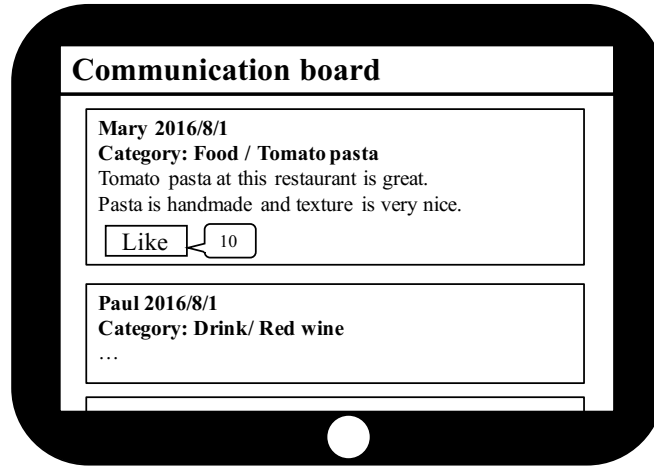 Communication board
Mary 2016/8/1
Category: Food / Tomato pasta
Tomato pasta at this restaurant is great.
Pasta is handmade and texture is very nice.
Like 10
Paul 2016/8/1
Category: Drink/ Red wine
…